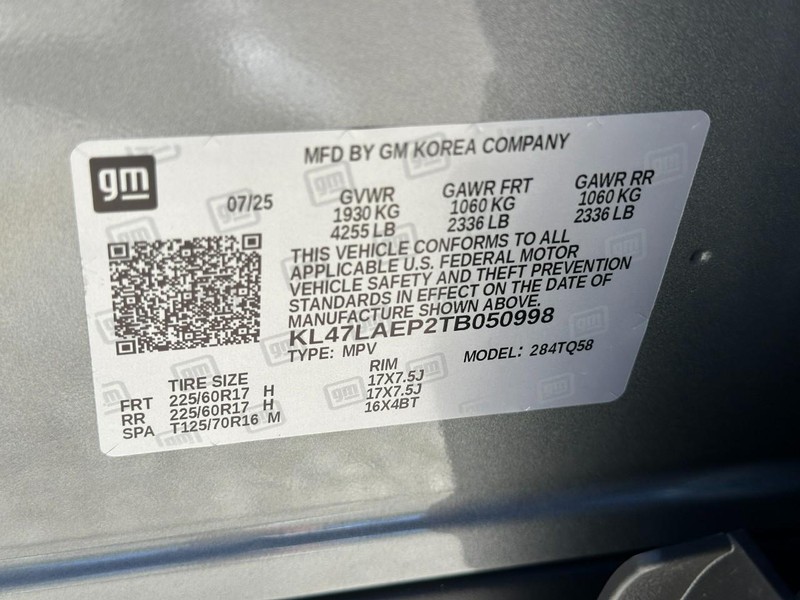 gm
MFD BY GM KOREA COMPANY
07/25
GVWR GAWR FRT GAWR RR
1930 KG 1060 KG 1060 KG
4255 LB 2336 LB 2336 LB
THIS VEHICLE CONFORMS TO ALL
APPLICABLE U.S. FEDERAL MOTOR
VEHICLE SAFETY AND THEFT PREVENTION
STANDARDS IN EFFECT ON THE DATE OF
MANUFACTURE SHOWN ABOVE.
KL47LAEP2TB050998
TYPE: MPV MODEL: 284TQ58
TIRE SIZE RIM
FRT 225/60R17 H 17X7.5J
RR 225/60R17 H 17X7.5J
SPA T125/70R16 M 16X4BT